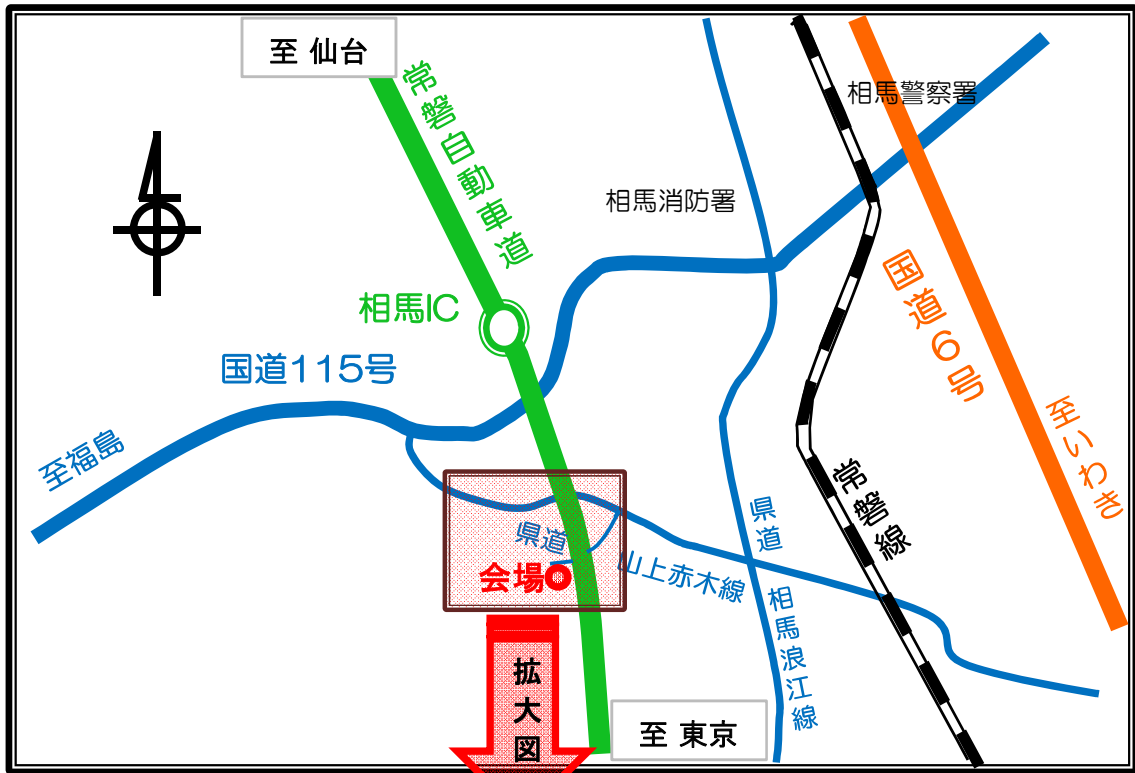 至 仙台
常磐自動車道
相馬警察署
相馬消防署
相馬IC
国道115号
国道6号
至福島
至いわき
常磐線
県道
山上赤木線
県道
相馬浪江線
会場
拡大図
至 東京